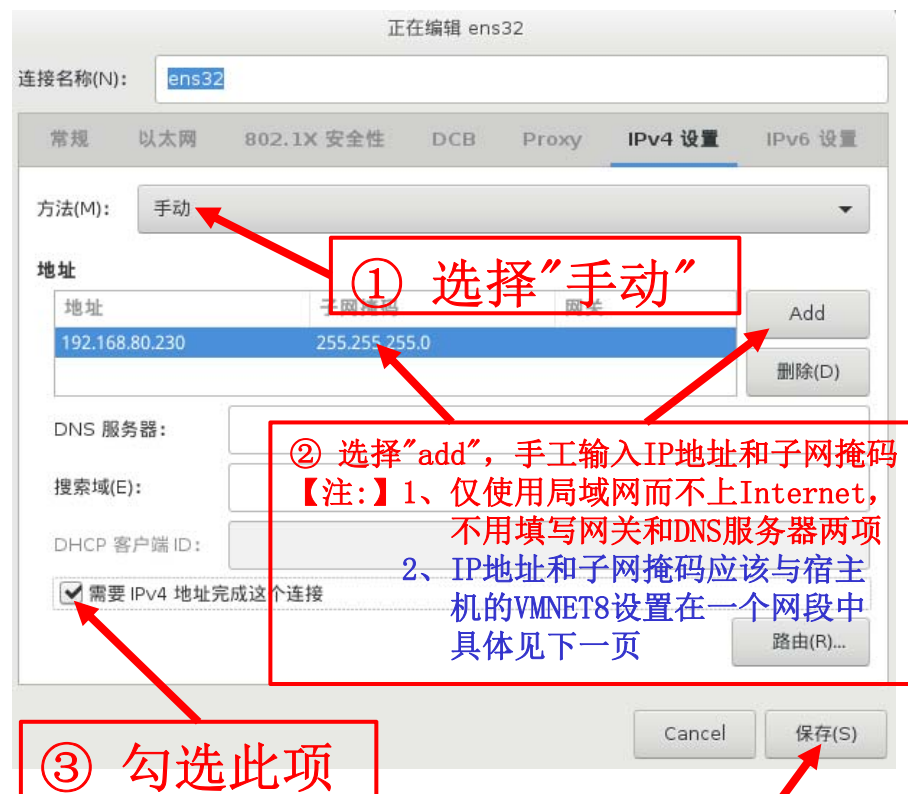 正在编辑 ens32
连接名称(N): ens32
常规 以太网 802.1X 安全性 DCB Proxy IPv4 设置 IPv6 设置
方法(M): 手动
① 选择"手动"
地址
地址 子网掩码 网关
Add
192.168.80.230 255.255.255.0
删除(D)
DNS 服务器:
② 选择"add", 手工输入IP地址和子网掩码
搜索域(E):
【注:】1、仅使用局域网而不上Internet,
不用填写网关和DNS服务器两项
DHCP 客户端 ID:
2、IP地址和子网掩码应该与宿主
机的VMNET8设置在一个网段中
具体见下一页
需要 IPv4 地址完成这个连接
路由(R)...
Cancel 保存(S)
③ 勾选此项